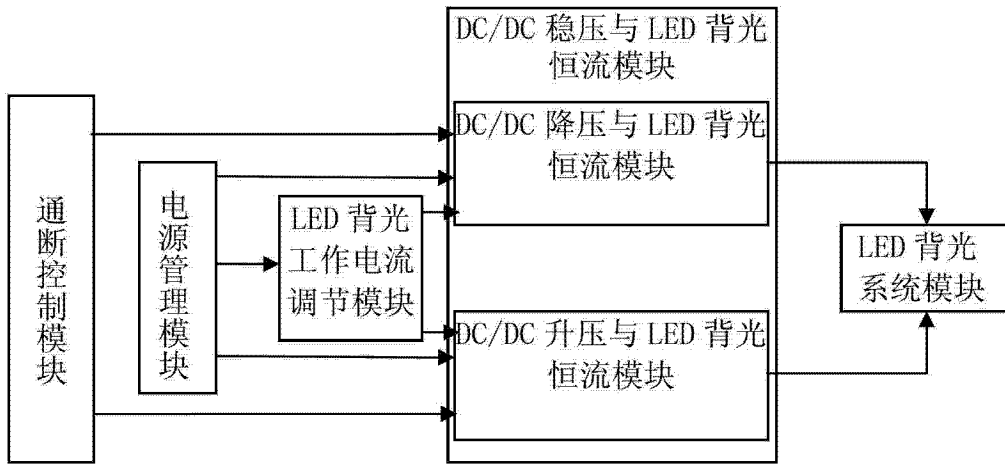 通断控制模块
电源管理模块
LED 背光
工作电流
调节模块
DC/DC 稳压与 LED 背光
恒流模块
DC/DC 降压与 LED 背光
恒流模块
DC/DC 升压与 LED 背光
恒流模块
LED 背光
系统模块